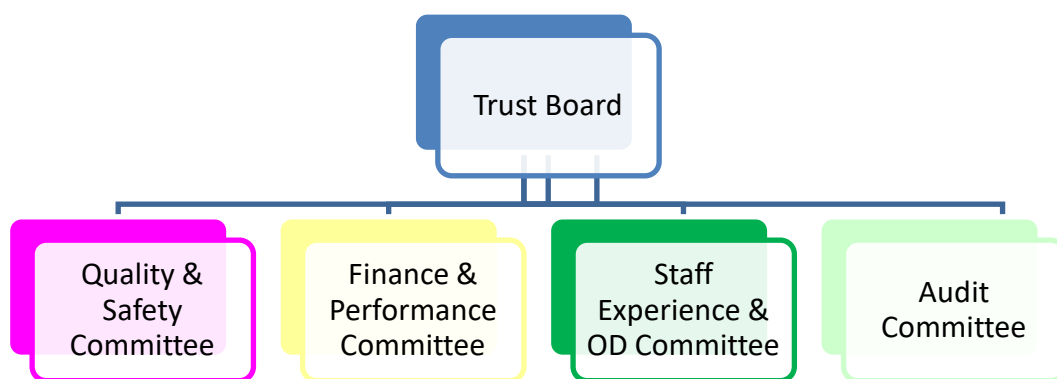 Trust Board
Quality &
Safety
Committee
Finance &
Performance
Committee
Staff
Experience &
OD Committee
Audit
Committee